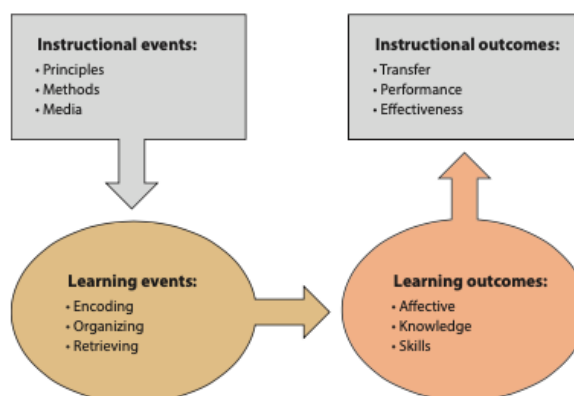 Instructional events:
• Principles
• Methods
• Media
Instructional outcomes:
• Transfer
• Performance
• Effectiveness
Learning events:
• Encoding
• Organizing
• Retrieving
Learning outcomes:
• Affective
• Knowledge
• Skills